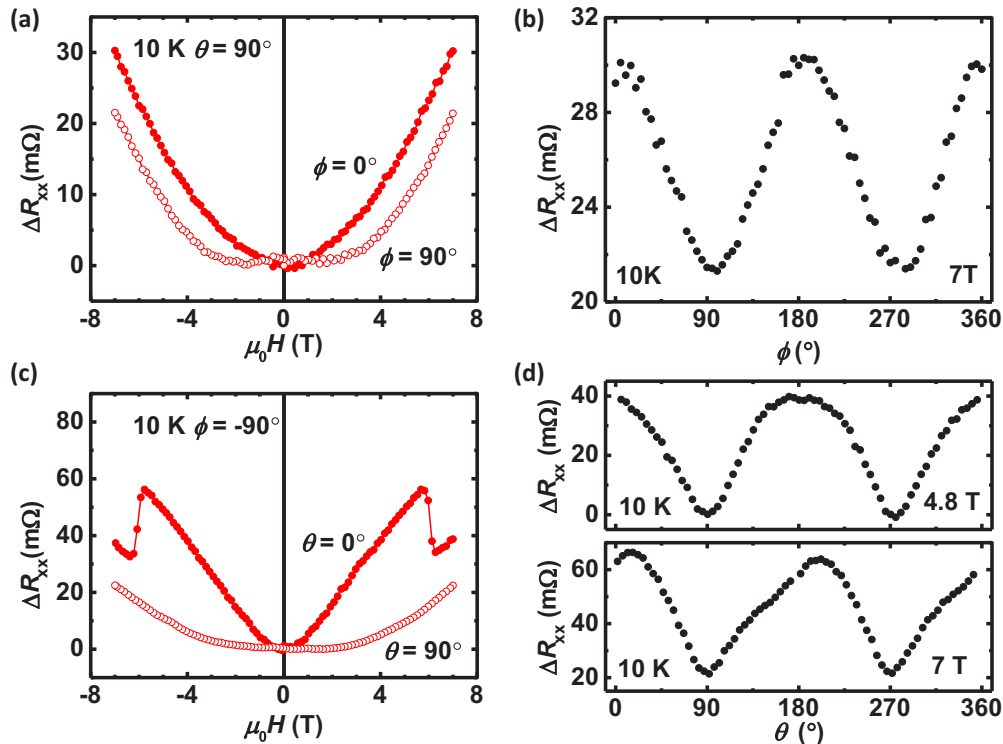 (a)
10 K θ = 90°
ϕ = 0°
ϕ = 90°
30
20
10
0
ΔRxx(mΩ)
-8 -4 0 4 8
μ0H (T)
(b)
32
28
24
20
ΔRxx (mΩ)
10K 7T
0 90 180 270 360
ϕ (°)
(c)
10 K ϕ = -90°
θ = 0°
θ = 90°
80
60
40
20
0
ΔRxx(mΩ)
-8 -4 0 4 8
μ0H (T)
(d)
40
20
0
ΔRxx (mΩ)
10 K 4.8 T
60
40
20
ΔRxx (mΩ)
10 K 7 T
0 90 180 270 360
θ (°)